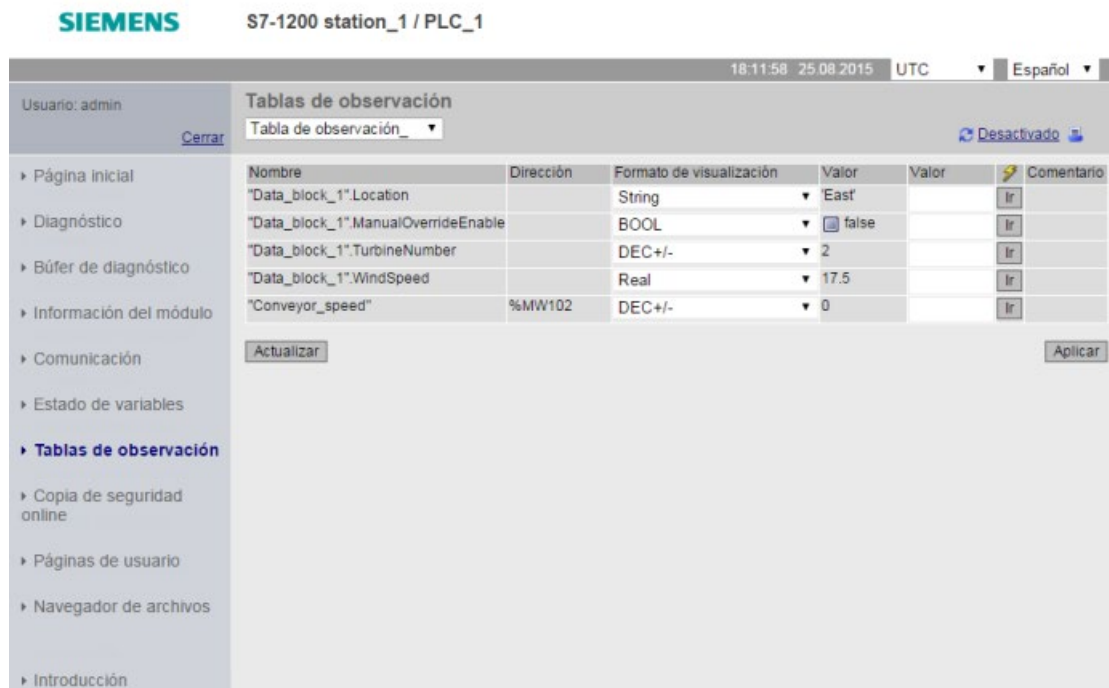 SIEMENS
S7-1200 station_1 / PLC_1
18:11:58 25.08.2015 UTC Español
Usuario: admin
Cerrar
Tablas de observación
Tabla de observación_
Desactivado
Página inicial
Diagnóstico
Búfer de diagnóstico
Información del módulo
Comunicación
Estado de variables
Tablas de observación
Copia de seguridad
online
Páginas de usuario
Navegador de archivos
Introducción
Nombre Dirección Formato de visualización Valor Valor Comentario
"Data_block_1".Location String 'East' Ir
"Data_block_1".ManualOverrideEnable BOOL false Ir
"Data_block_1".TurbineNumber DEC+/- 2 Ir
"Data_block_1".WindSpeed Real 17.5 Ir
"Conveyor_speed" %MW102 DEC+/- 0 Ir
Actualizar Aplicar